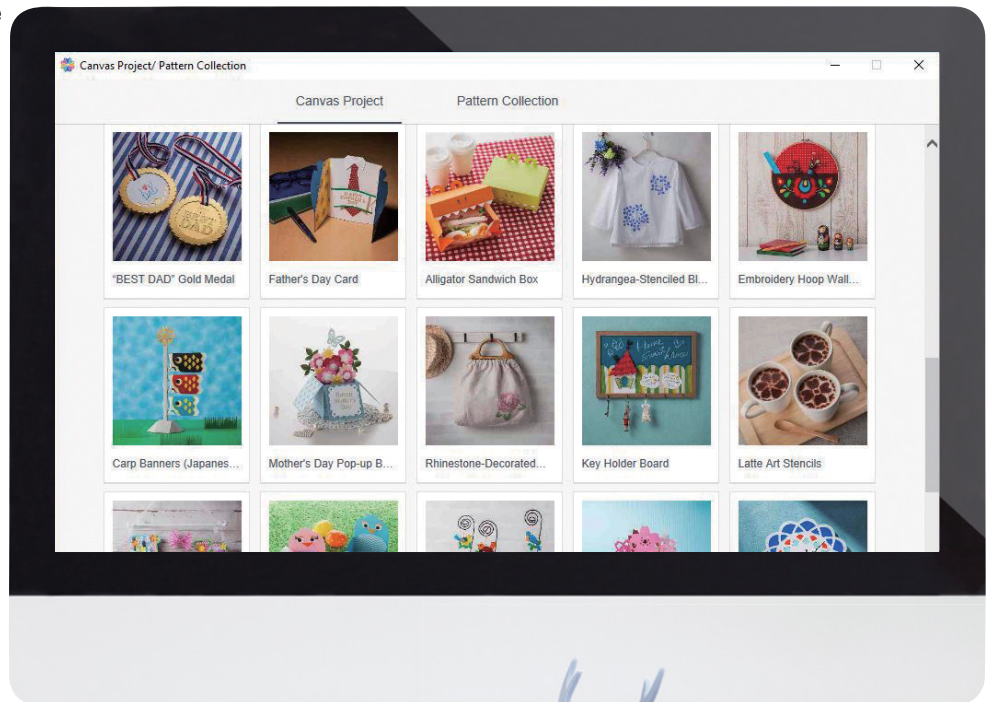 Canvas Project/ Pattern Collection
Canvas Project
Pattern Collection
"BEST DAD" Gold Medal
Father's Day Card
Alligator Sandwich Box
Hydrangea-Stenciled Bl...
Embroidery Hoop Wall...
Carp Banners (Japanes...
Mother's Day Pop-up B...
Rhinestone-Decorated...
Key Holder Board
Latte Art Stencils